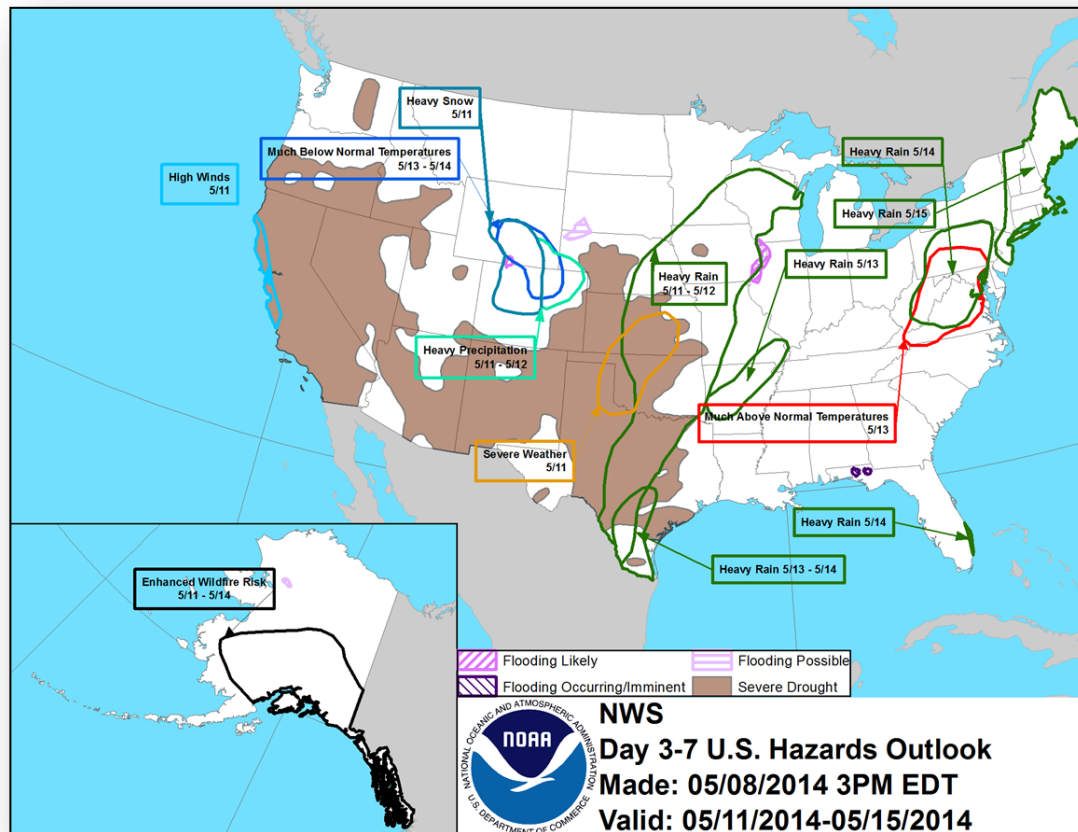 Heavy Snow
5/11
Much Below Normal Temperatures
5/13 - 5/14
High Winds
5/11
Heavy Rain 5/14
Heavy Rain 5/15
Heavy Rain
5/11 - 5/12
Heavy Rain 5/13
Heavy Precipitation
5/11 - 5/12
Much Above Normal Temperatures
5/13
Severe Weather
5/11
Heavy Rain 5/14
Heavy Rain 5/13 - 5/14
Enhanced Wildfire Risk
5/11 - 5/14
Flooding Likely
Flooding Possible
Flooding Occurring/Imminent
Severe Drought
NATIONAL OCEANIC AND ATMOSPHERIC ADMINISTRATION
NOAA
U.S. DEPARTMENT OF COMMERCE
NWS
Day 3-7 U.S. Hazards Outlook
Made: 05/08/2014 3PM EDT
Valid: 05/11/2014-05/15/2014